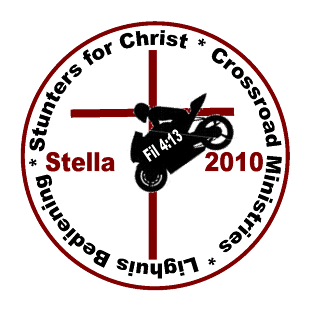 Stunters for Christ * Crossroad Ministries * Lighuis Bediening *
Stella 2010
Fil 4:13